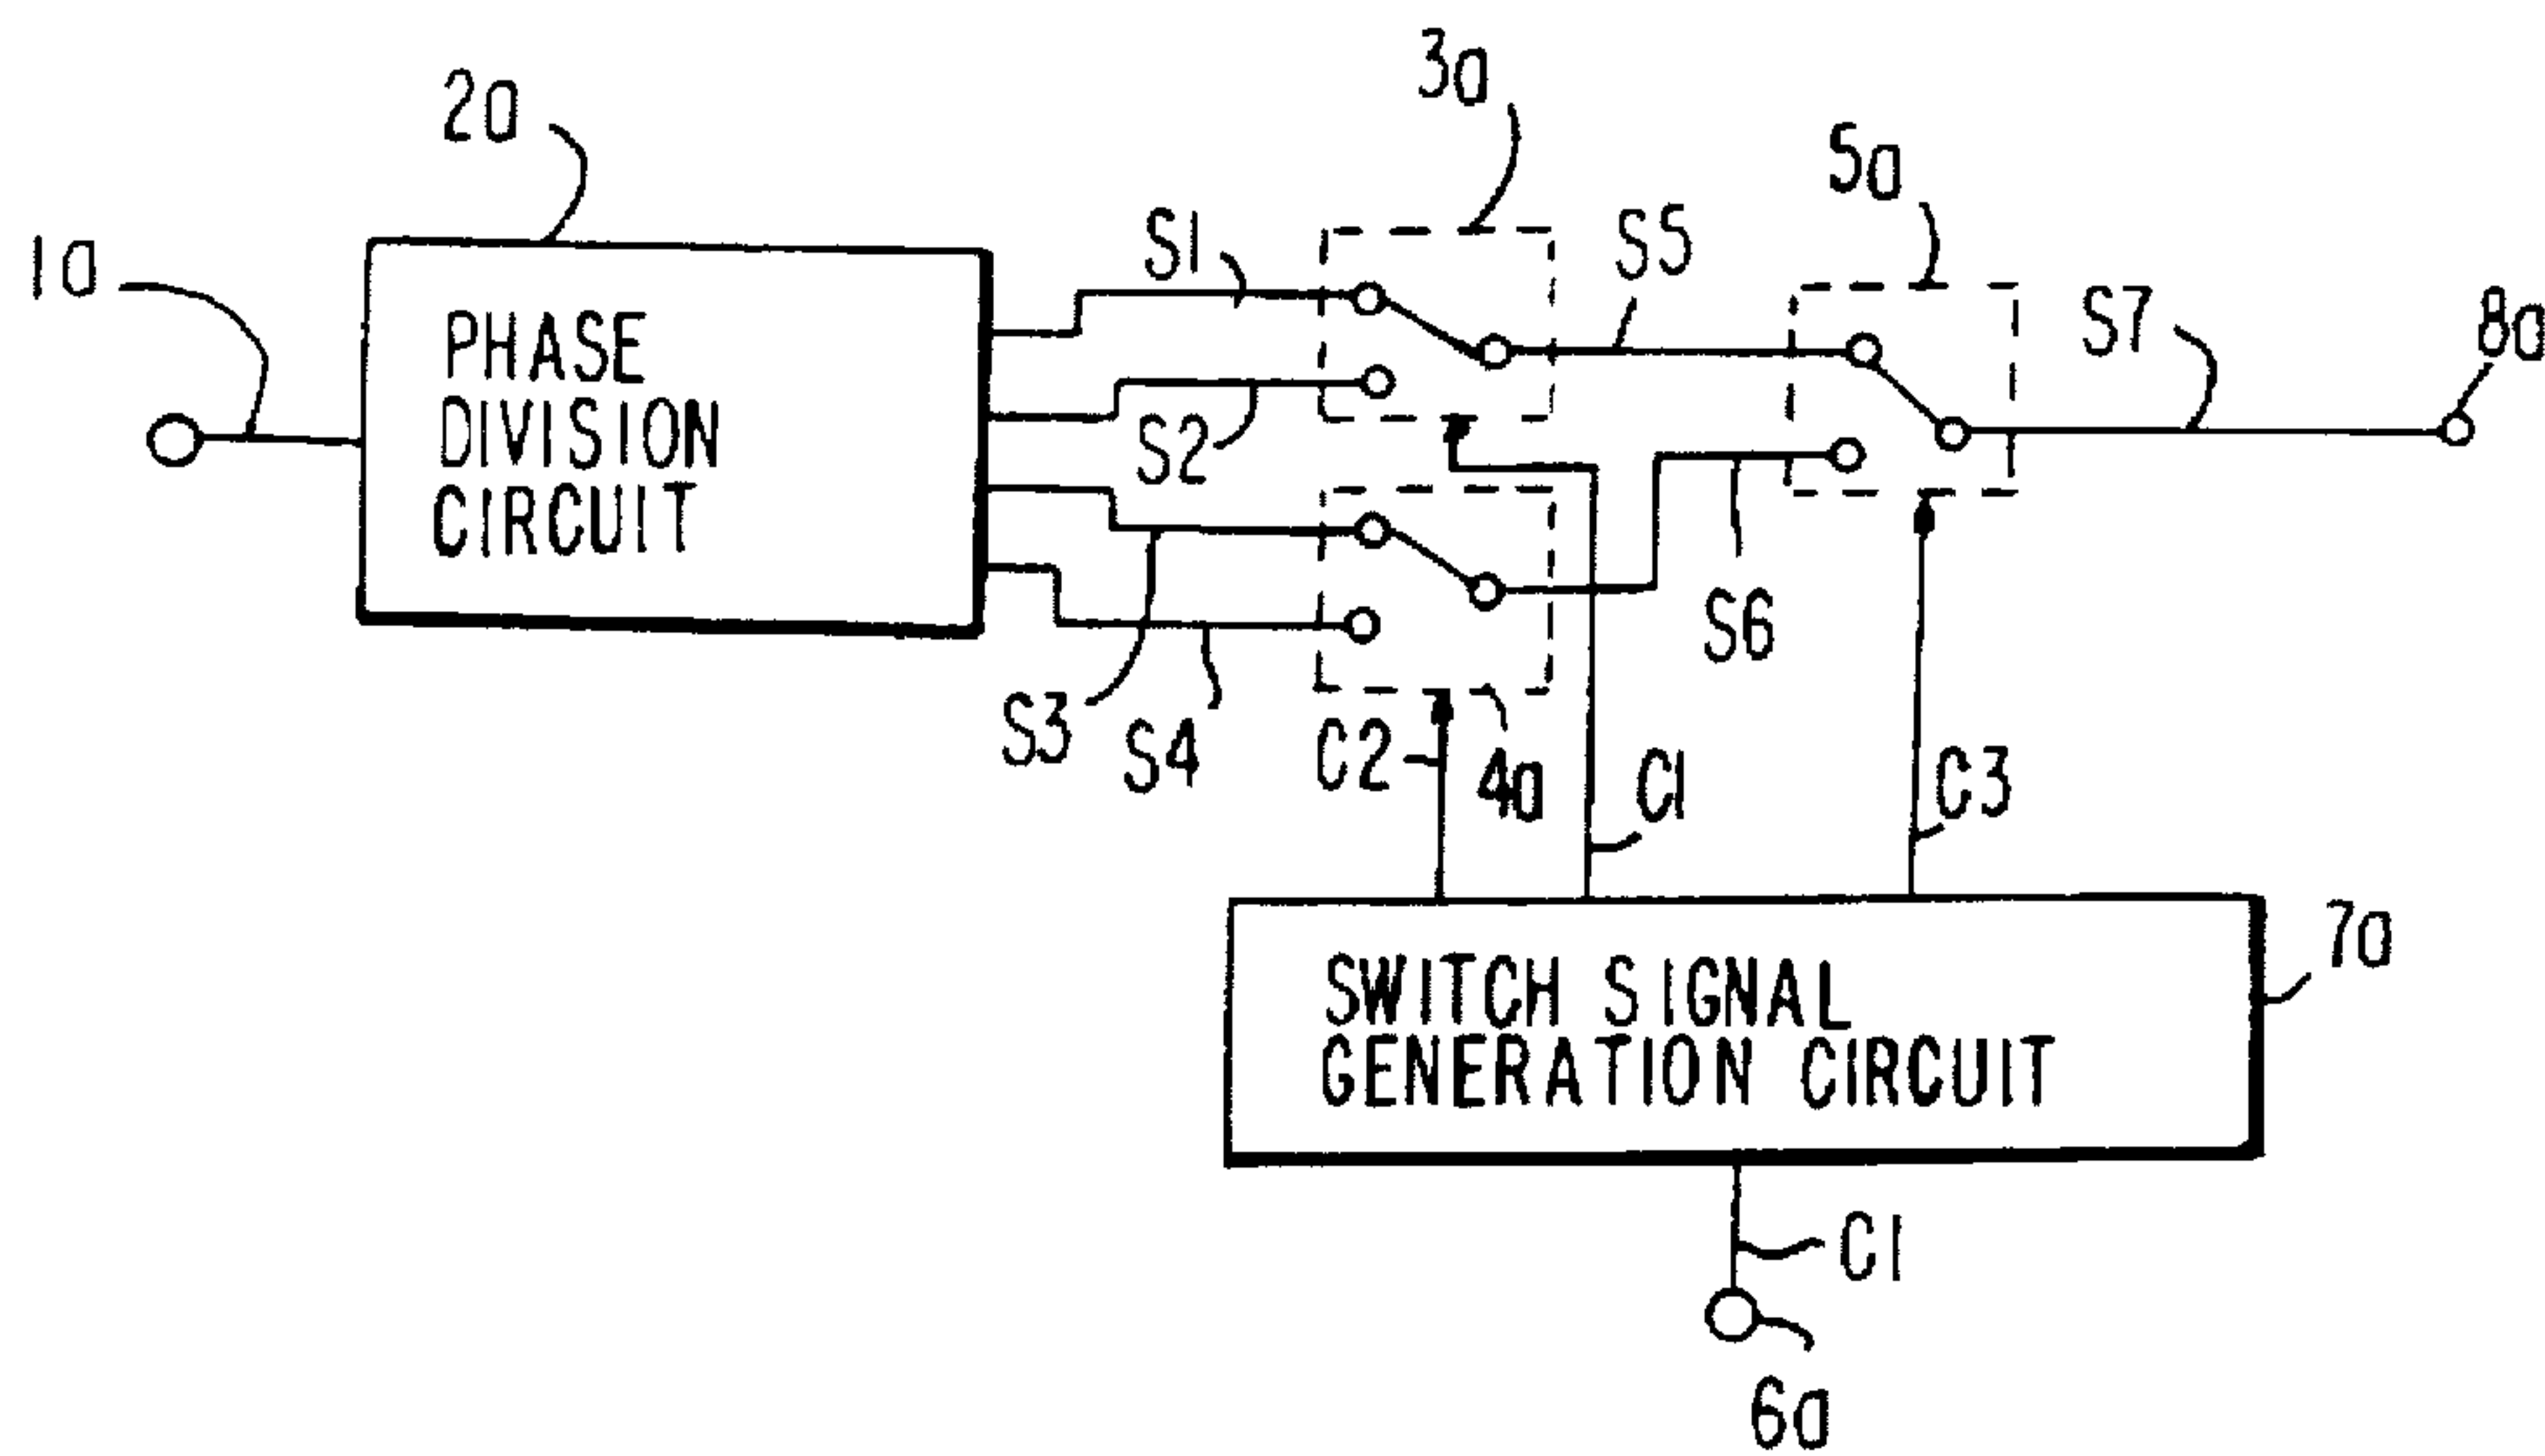 3a
2a
5a
1a
S1
S5
S7
8a
PHASE
DIVISION
CIRCUIT
S2
S6
S3
S4
C2
4a
C1
C3
7a
SWITCH SIGNAL
GENERATION CIRCUIT
C1
6a